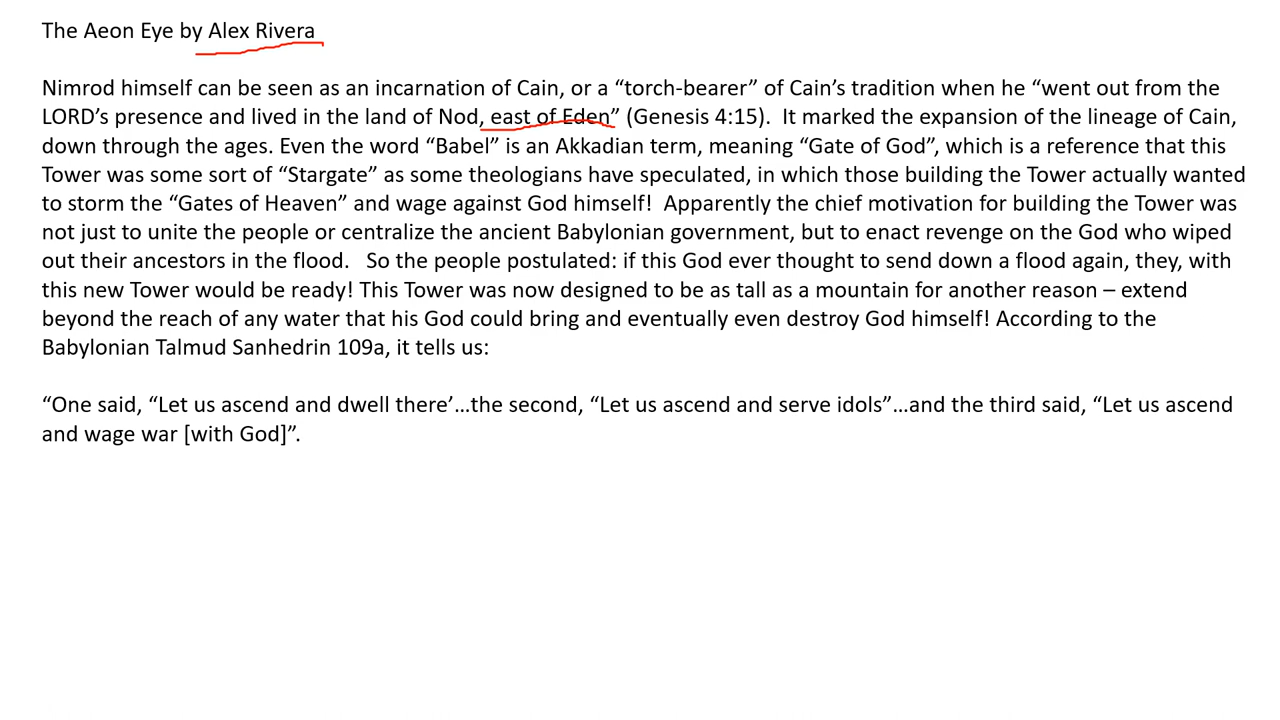 The Aeon Eye by Alex Rivera
Nimrod himself can be seen as an incarnation of Cain, or a “torch-bearer” of Cain’s tradition when he “went out from the
LORD’s presence and lived in the land of Nod, east of Eden” (Genesis 4:15).  It marked the expansion of the lineage of Cain,
down through the ages. Even the word “Babel” is an Akkadian term, meaning “Gate of God”, which is a reference that this
Tower was some sort of “Stargate” as some theologians have speculated, in which those building the Tower actually wanted
to storm the “Gates of Heaven” and wage against God himself!  Apparently the chief motivation for building the Tower was
not just to unite the people or centralize the ancient Babylonian government, but to enact revenge on the God who wiped
out their ancestors in the flood.   So the people postulated: if this God ever thought to send down a flood again, they, with
this new Tower would be ready! This Tower was now designed to be as tall as a mountain for another reason – extend
beyond the reach of any water that his God could bring and eventually even destroy God himself! According to the
Babylonian Talmud Sanhedrin 109a, it tells us:
“One said, “Let us ascend and dwell there’…the second, “Let us ascend and serve idols”…and the third said, “Let us ascend
and wage war [with God]”.